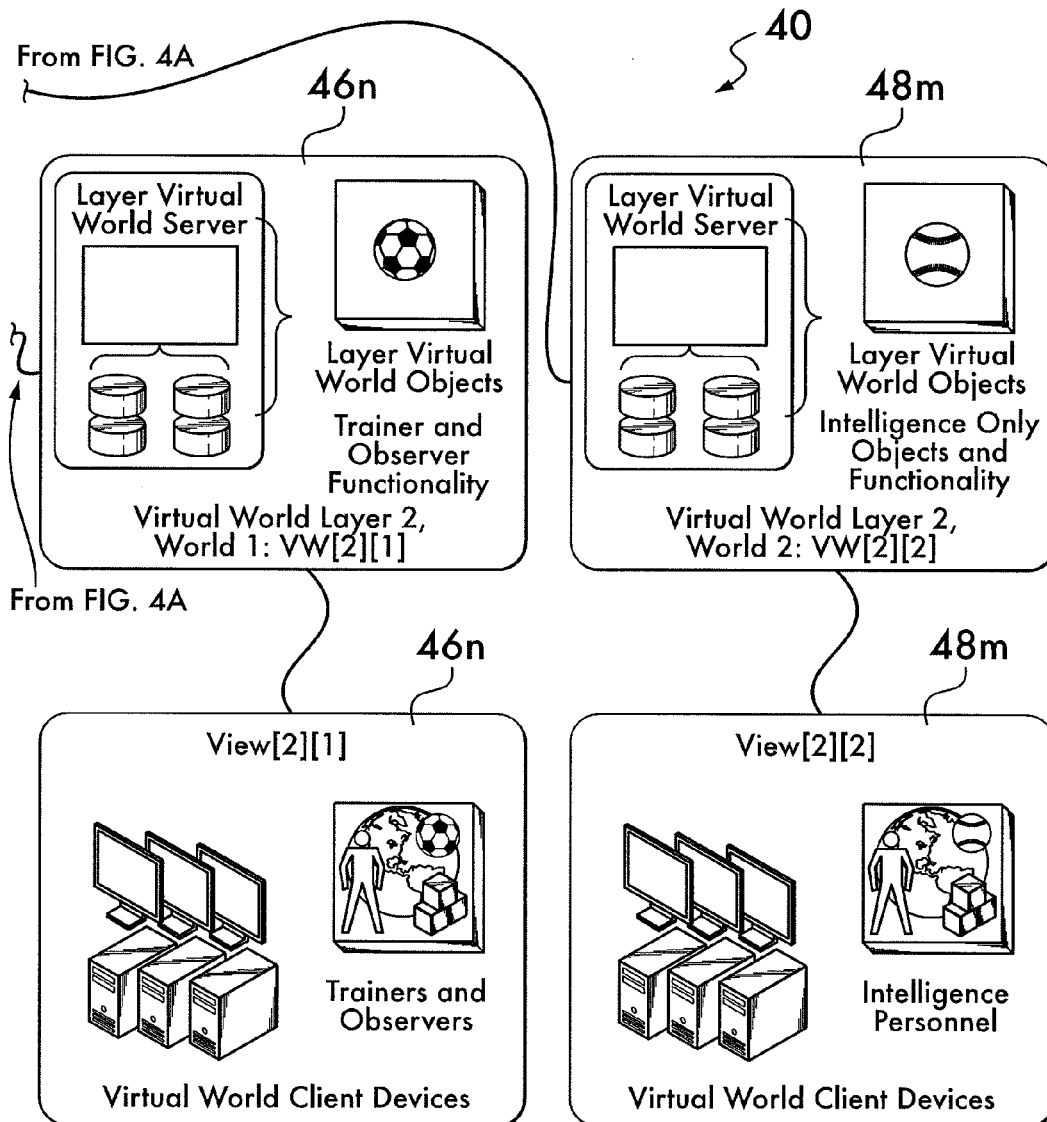 40
From FIG. 4A
46n
48m
Layer Virtual
World Server
Layer Virtual
World Objects
Trainer and
Observer
Functionality
Virtual World Layer 2,
World 1: VW[2][1]
Layer Virtual
World Server
Layer Virtual
World Objects
Intelligence Only
Objects and
Functionality
Virtual World Layer 2,
World 2: VW[2][2]
From FIG. 4A
46n
48m
View[2][1]
Trainers and
Observers
Virtual World Client Devices
View[2][2]
Intelligence
Personnel
Virtual World Client Devices